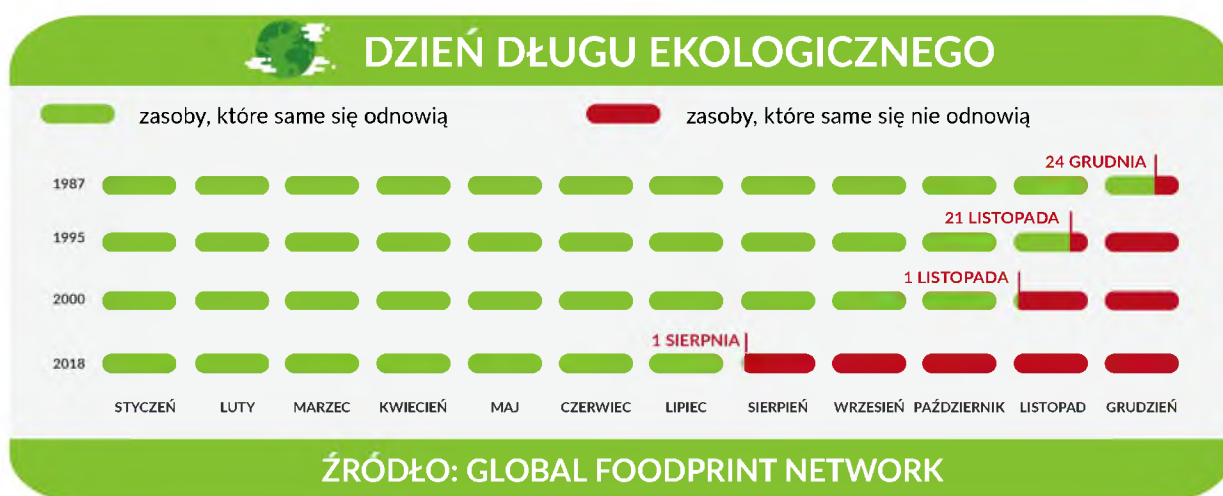 DZIEŃ DŁUGU EKOLOGICZNEGO
zasoby, które same się odnowią
zasoby, które same się nie odnowią
24 GRUDNIA
1987
21 LISTOPADA
1995
1 LISTOPADA
2000
1 SIERPNIA
2018
STYCZEŃ LUTY MARZEC KWIECIEŃ MAJ CZERWIEC LIPIEC SIERPIEŃ WRZESIEŃ PAŹDZIERNIK LISTOPAD GRUDZIEŃ
ŹRÓDŁO: GLOBAL FOODPRINT NETWORK